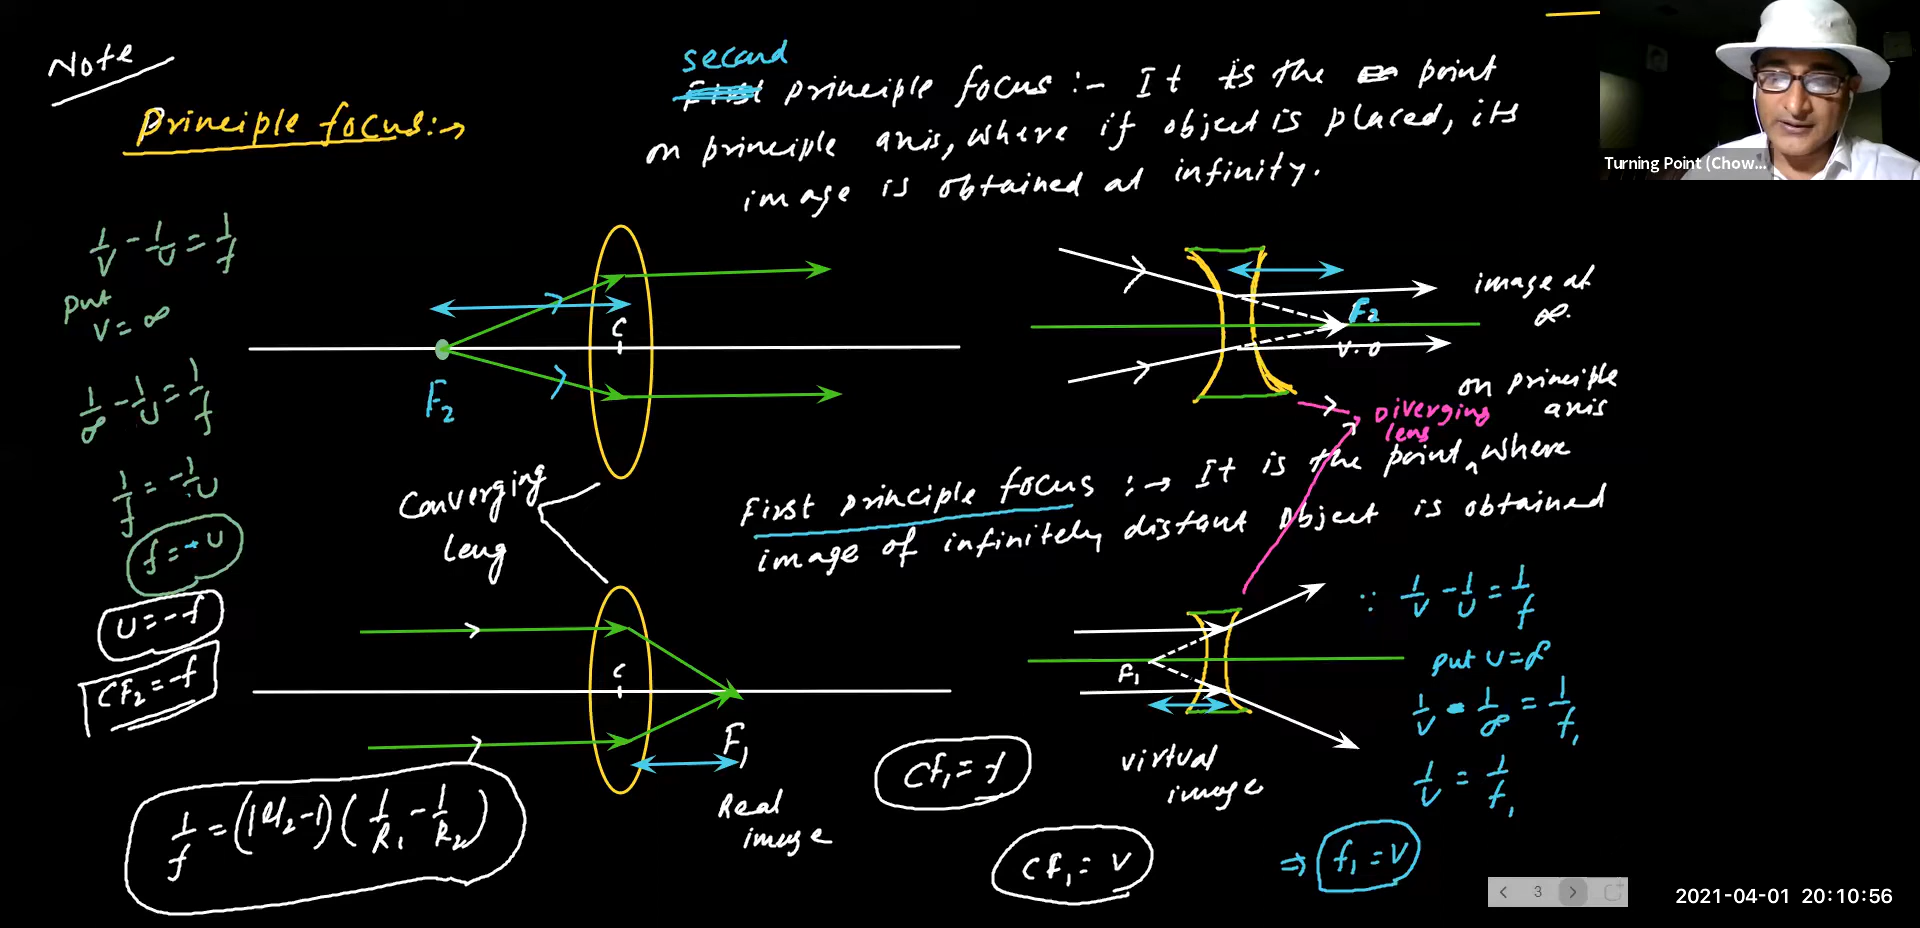 Note
Principle focus:→
second
First principle focus :- It is the point
on principle axis, where if object is placed, its
image is obtained at infinity.
1/v - 1/u = 1/f
put
v = ∞
1/∞ - 1/u = 1/f
1/f = -1/u
f = -u
u = -f
CF₂ = -f
C
F₂
F₂
v.o
image at
∞.
on principle
axis
Diverging
lens
Converging
leng
First principle focus :→ It is the point, where
image of infinitely distant object is obtained
C
F₁
Real
image
F₁
virtual
image
∵ 1/v - 1/u = 1/f
put u = ∞
1/v - 1/∞ = 1/f₁
1/v = 1/f₁
⇒ f₁ = v
Cf₁ = f
Cf₁ = v
1/f = (¹μ₂ - 1) (1/R₁ - 1/R₂)
Turning Point (Chow...
3
2021-04-01 20:10:56